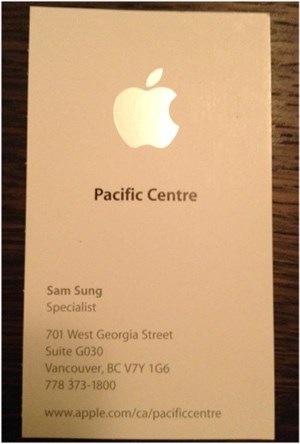 Pacific Centre
Sam Sung
Specialist
701 West Georgia Street
Suite G030
Vancouver, BC V7Y 1G6
778 373-1800
www.apple.com/ca/pacificcentre